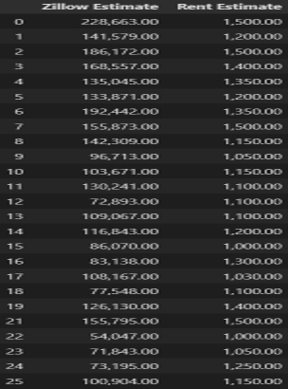 Zillow Estimate Rent Estimate
0 228,663.00 1,500.00
1 141,579.00 1,200.00
2 186,172.00 1,500.00
3 168,557.00 1,400.00
4 135,045.00 1,350.00
5 133,871.00 1,200.00
6 192,442.00 1,350.00
7 155,873.00 1,500.00
8 142,309.00 1,150.00
9 96,713.00 1,050.00
10 103,671.00 1,150.00
11 130,241.00 1,100.00
12 72,893.00 1,100.00
13 109,067.00 1,100.00
14 116,843.00 1,200.00
15 86,070.00 1,000.00
16 83,138.00 1,300.00
17 108,167.00 1,030.00
18 77,548.00 1,100.00
19 126,130.00 1,400.00
21 155,795.00 1,500.00
22 54,047.00 1,000.00
23 71,843.00 1,050.00
24 73,195.00 1,250.00
25 100,904.00 1,150.00